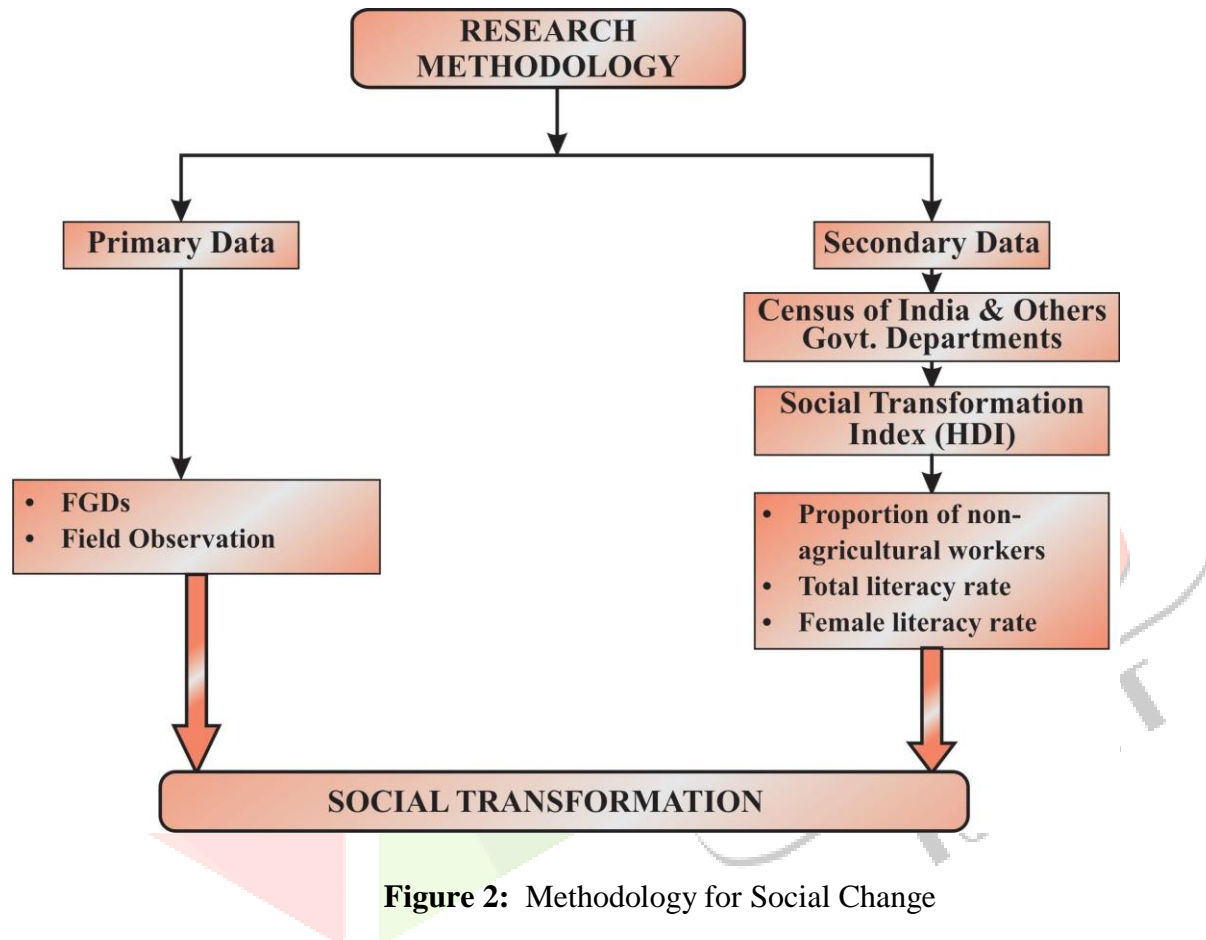 RESEARCH
METHODOLOGY
Primary Data
Secondary Data
Census of India & Others
Govt. Departments
Social Transformation
Index (HDI)
• FGDs
• Field Observation
• Proportion of non-
agricultural workers
• Total literacy rate
• Female literacy rate
SOCIAL TRANSFORMATION
Figure 2: Methodology for Social Change